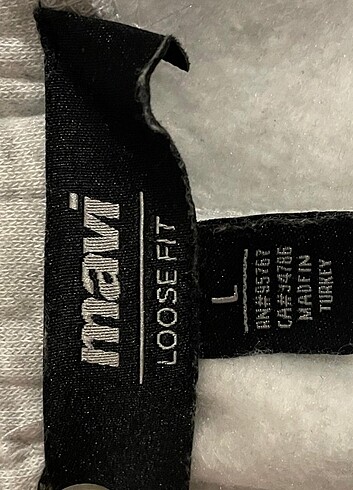 mavi
LOOSE FIT
L
RN#95767
CA#34786
MADE IN
TURKEY